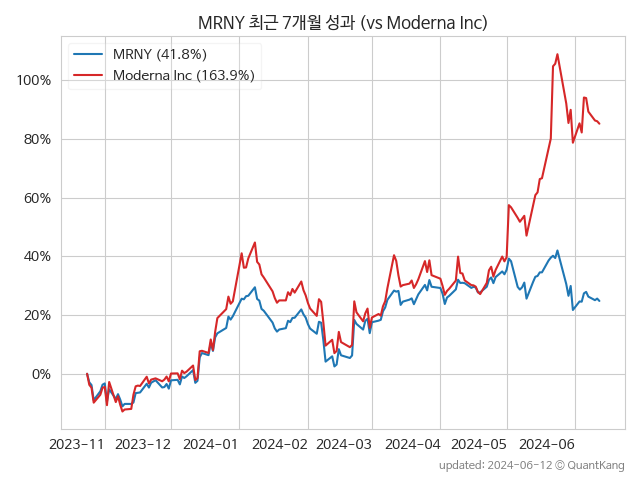 MRNY 최근 7개월 성과 (vs Moderna Inc)
MRNY (41.8%)
Moderna Inc (163.9%)
100%
80%
60%
40%
20%
0%
2023-11 2023-12 2024-01 2024-02 2024-03 2024-04 2024-05 2024-06
updated: 2024-06-12 © QuantKang